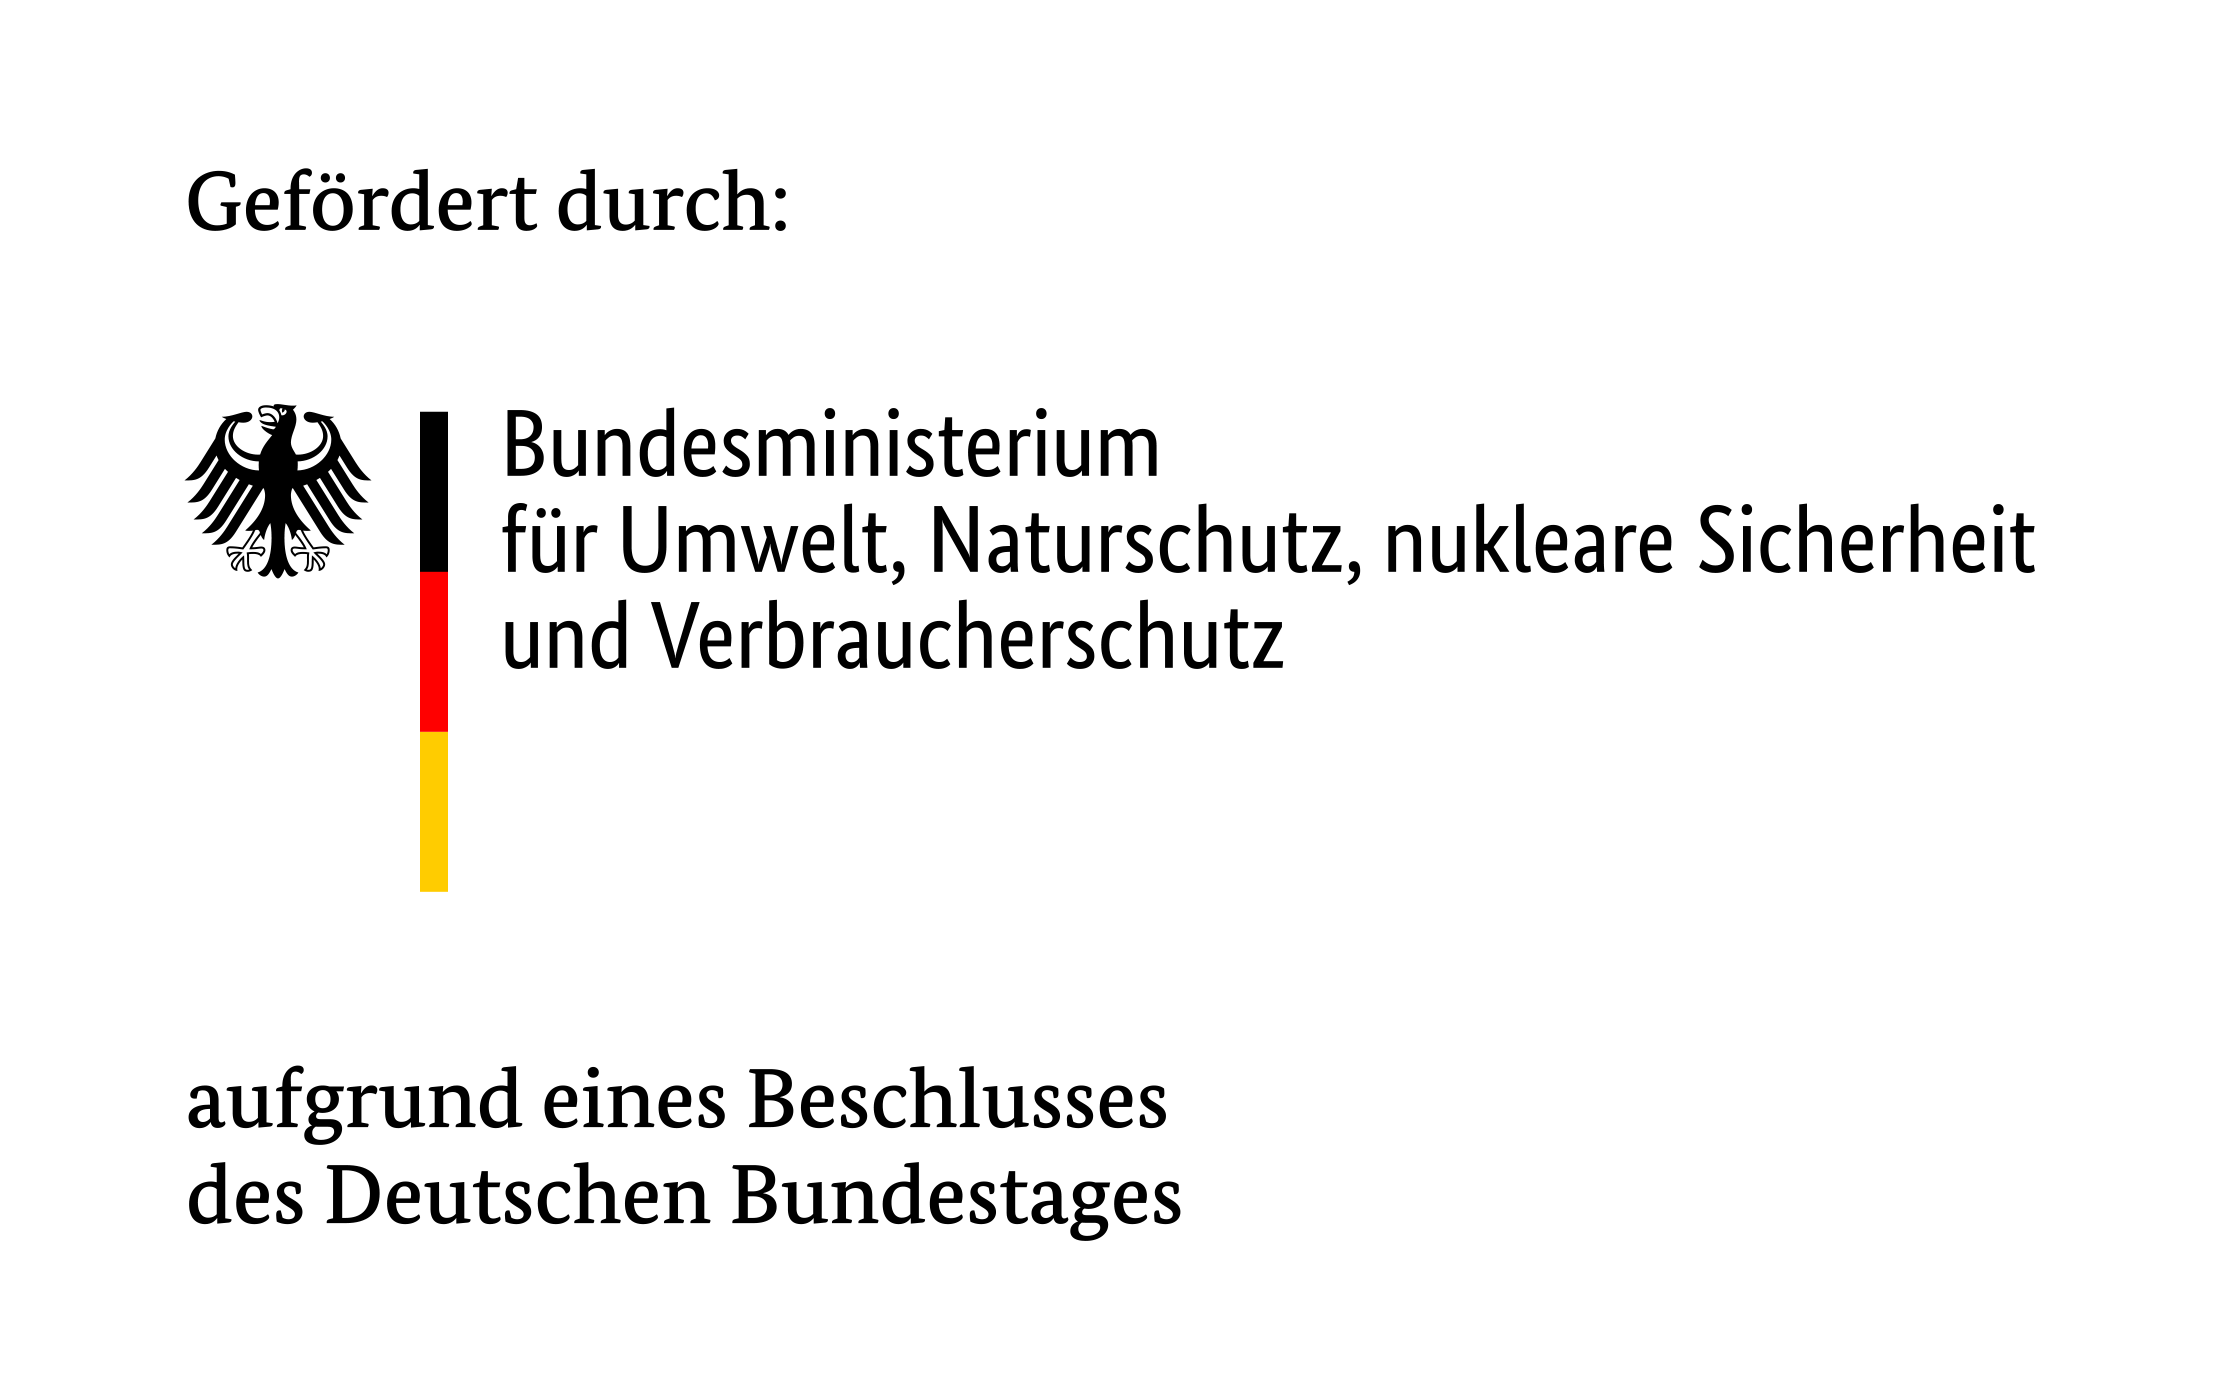 Gefördert durch:
Bundesministerium
für Umwelt, Naturschutz, nukleare Sicherheit
und Verbraucherschutz
aufgrund eines Beschlusses
des Deutschen Bundestages